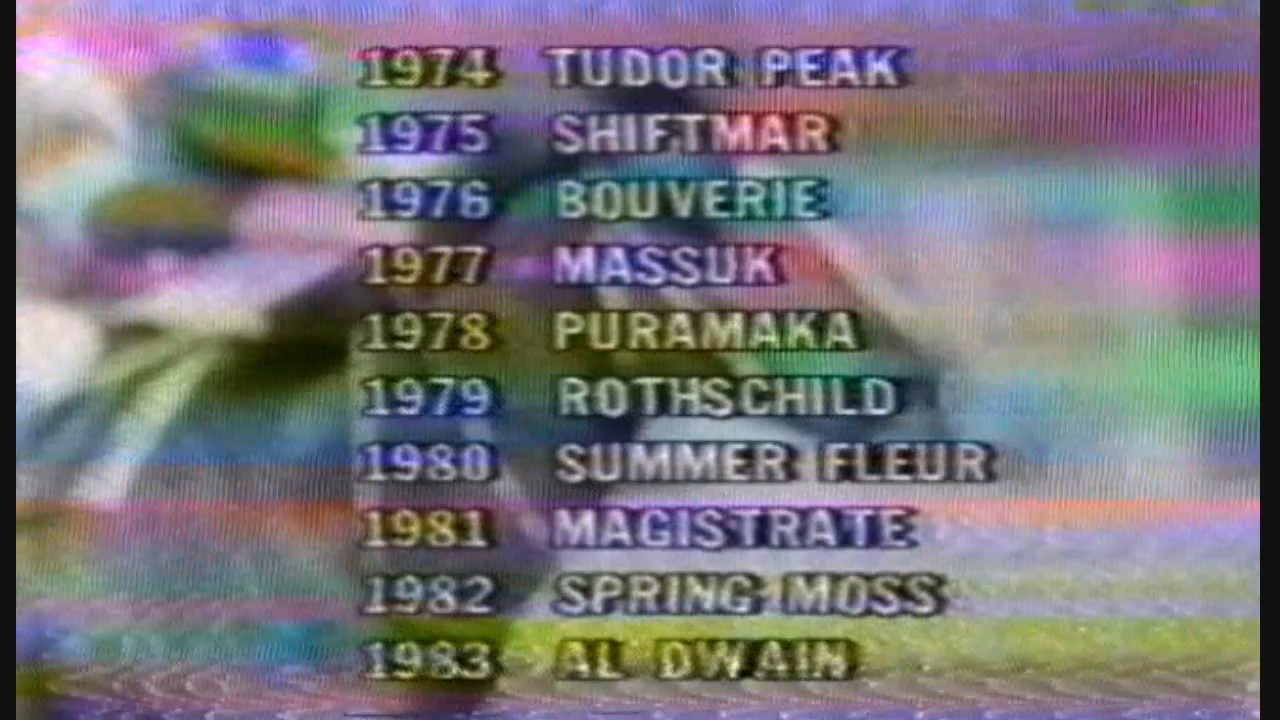 1974 TUDOR PEAK
1975 SHIFTMAR
1976 BOUVERIE
1977 MASSUK
1978 PURAMAKA
1979 ROTHSCHILD
1980 SUMMER FLEUR
1981 MAGISTRATE
1982 SPRING MOSS
1983 AL DWAIN